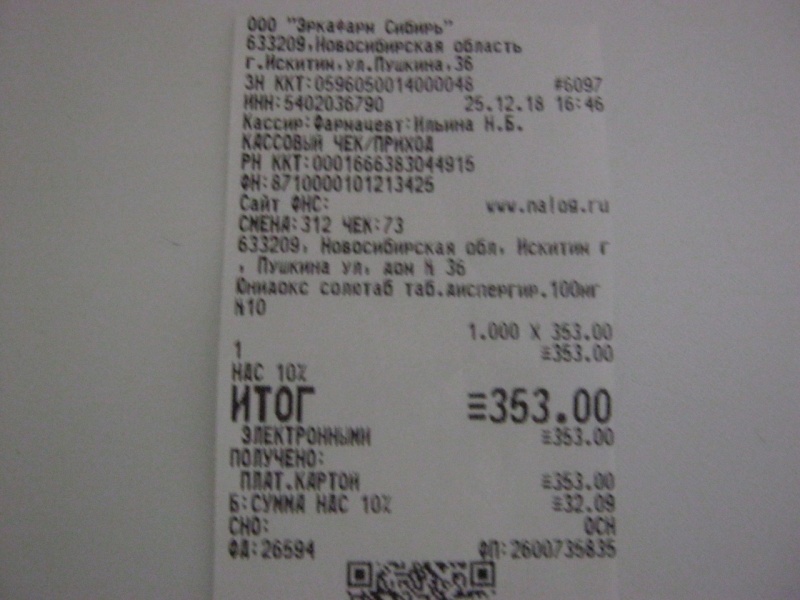 ООО "Эркафарм Сибирь"
633209,Новосибирская область
г.Искитим,ул.Пушкина,36
ЗН ККТ:0596050014000048 #6097
ИНН:5402036790 25.12.18 16:46
Кассир:Фармацевт:Ильина Н.Б.
КАССОВЫЙ ЧЕК/ПРИХОД
РН ККТ:0001666383044915
ФН:8710000101213425
Сайт ФНС: www.nalog.ru
СМЕНА:312 ЧЕК:73
633209, Новосибирская обл, Искитим г
, Пушкина ул, дом № 36
Юнидокс солютаб таб.диспергир.100мг
№10
1.000 X 353.00
1 ≡353.00
НДС 10%
ИТОГ ≡353.00
ЭЛЕКТРОННЫМИ ≡353.00
ПОЛУЧЕНО:
ПЛАТ.КАРТОЙ ≡353.00
Б:СУММА НДС 10% ≡32.09
СНО: ОСН
ФД:26594 ФП:2600735835